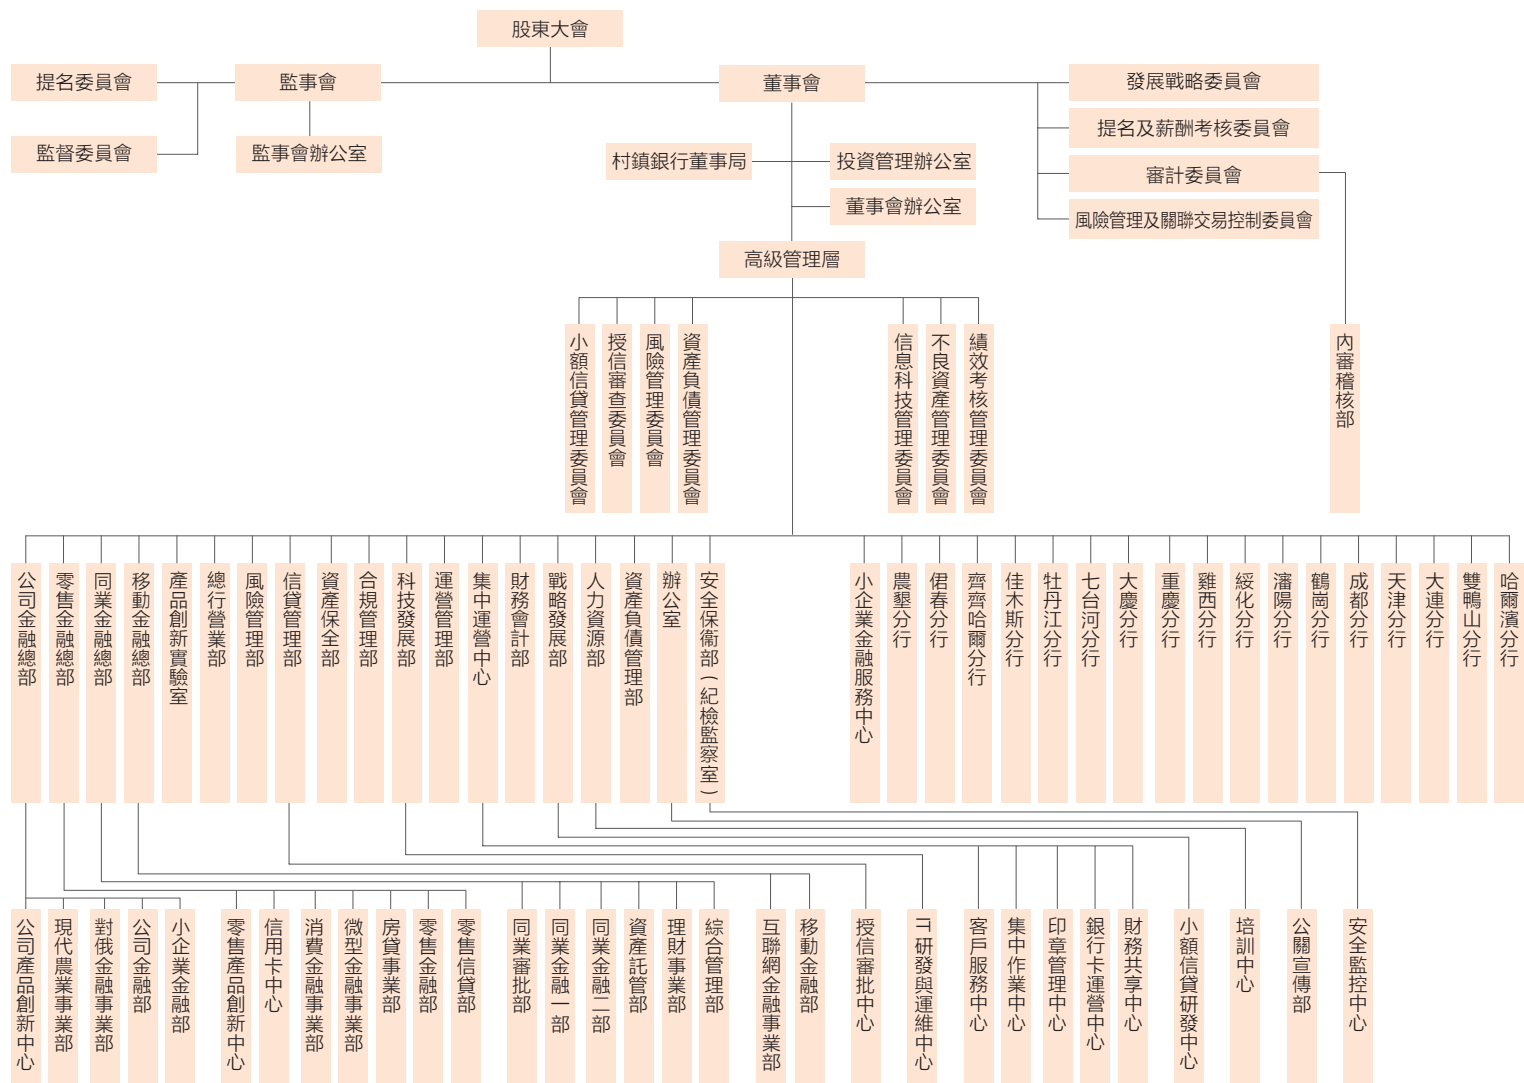 股東大會
提名委員會
監事會
董事會
發展戰略委員會
提名及薪酬考核委員會
監督委員會
監事會辦公室
村鎮銀行董事局
投資管理辦公室
審計委員會
董事會辦公室
風險管理及關聯交易控制委員會
高級管理層
小額信貸管理委員會
授信審查委員會
風險管理委員會
資產負債管理委員會
信息科技管理委員會
不良資產管理委員會
績效考核管理委員會
內審稽核部
公司金融總部
零售金融總部
同業金融總部
移動金融總部
產品創新實驗室
總行營業部
風險管理部
信貸管理部
資產保全部
合規管理部
科技發展部
運營管理部
集中運營中心
財務會計部
戰略發展部
人力資源部
資產負債管理部
辦公室
安全保衞部(紀檢監察室)
小企業金融服務中心
農墾分行
伊春分行
齊齊哈爾分行
佳木斯分行
牡丹江分行
七台河分行
大慶分行
重慶分行
雞西分行
綏化分行
瀋陽分行
鶴崗分行
成都分行
天津分行
大連分行
雙鴨山分行
哈爾濱分行
公司產品創新中心
現代農業事業部
對俄金融事業部
公司金融部
小企業金融部
零售產品創新中心
信用卡中心
消費金融事業部
微型金融事業部
房貸事業部
零售金融部
零售信貸部
同業審批部
同業金融一部
同業金融二部
資產託管部
理財事業部
綜合管理部
互聯網金融事業部
移動金融部
授信審批中心
IT研發與運維中心
客戶服務中心
集中作業中心
印章管理中心
銀行卡運營中心
財務共享中心
小額信貸研發中心
培訓中心
公關宣傳部
安全監控中心